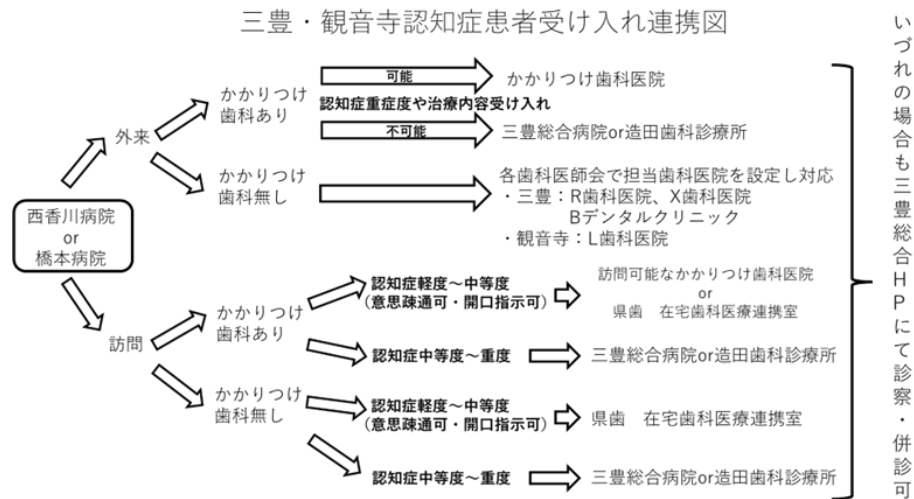 三豊・観音寺認知症患者受け入れ連携図
西香川病院
or
橋本病院
外来
かかりつけ
歯科あり
可能
かかりつけ歯科医院
認知症重症度や治療内容受け入れ
不可能
三豊総合病院or造田歯科診療所
かかりつけ
歯科無し
各歯科医師会で担当歯科医院を設定し対応
・三豊:R歯科医院、X歯科医院
Bデンタルクリニック
・観音寺:L歯科医院
訪問
かかりつけ
歯科あり
認知症軽度～中等度
(意思疎通可・開口指示可)
訪問可能なかかりつけ歯科医院
or
県歯 在宅歯科医療連携室
認知症中等度～重度
三豊総合病院or造田歯科診療所
かかりつけ
歯科無し
認知症軽度～中等度
(意思疎通可・開口指示可)
県歯 在宅歯科医療連携室
認知症中等度～重度
三豊総合病院or造田歯科診療所
いづれの場合も三豊総合HPにて診察・併診可